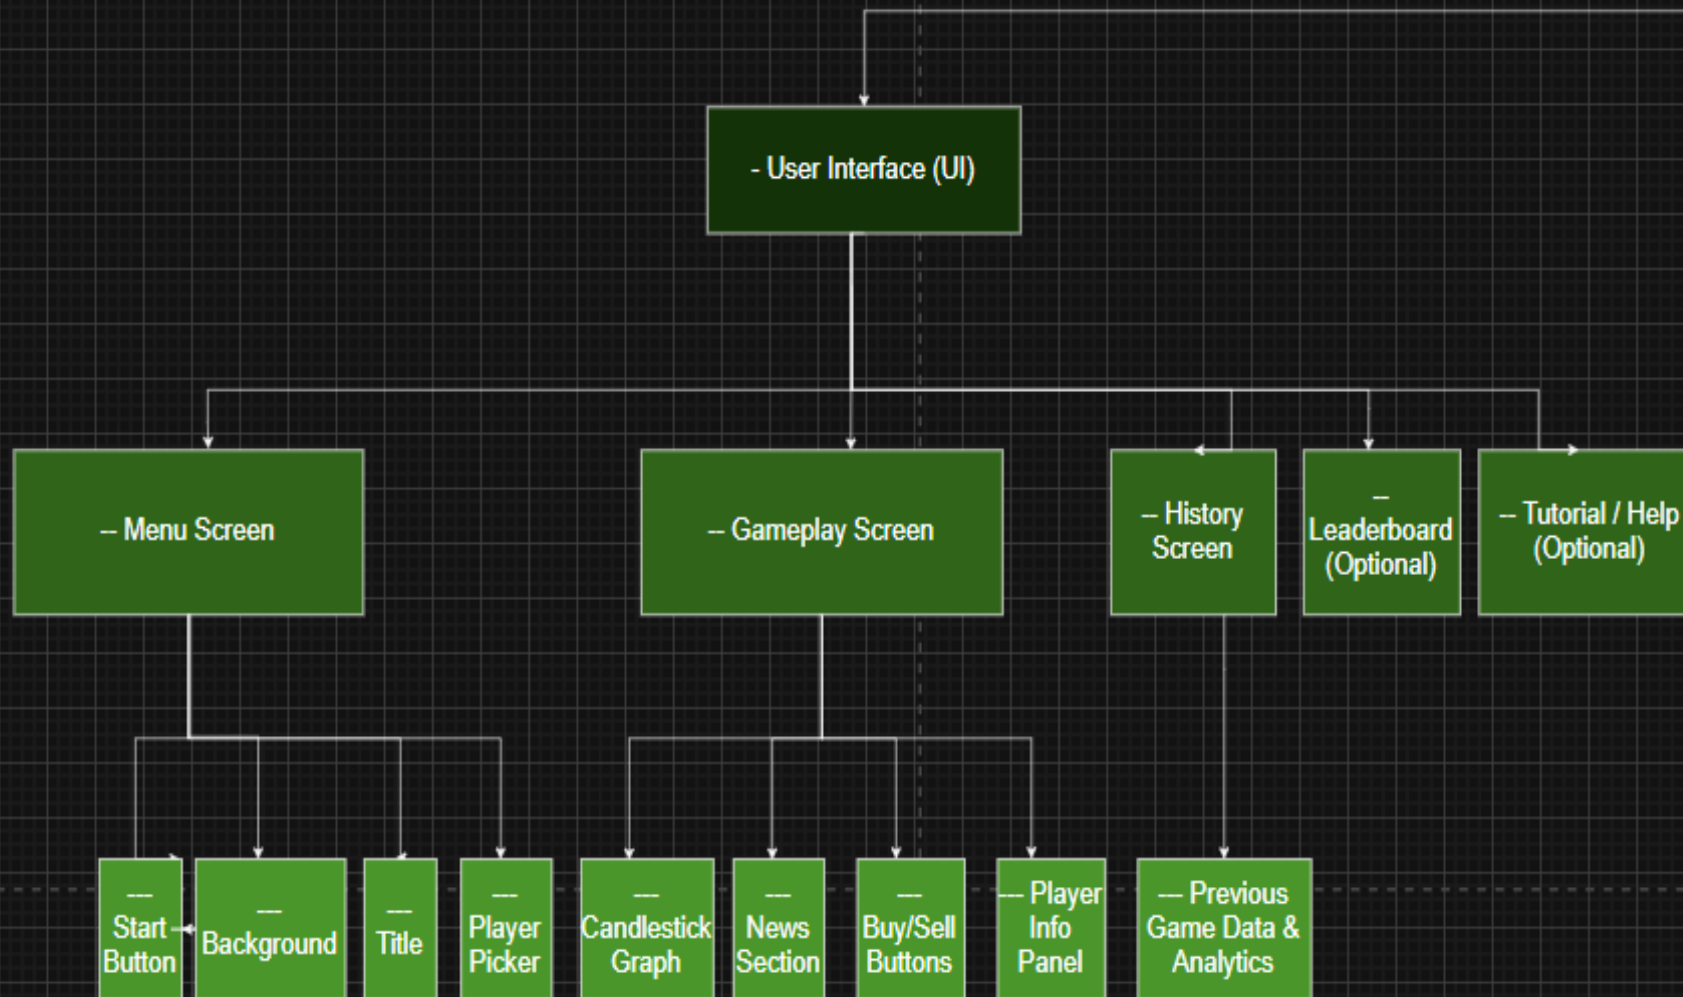 - User Interface (UI)
-- Menu Screen
-- Gameplay Screen
-- History
Screen
--
Leaderboard
(Optional)
-- Tutorial / Help
(Optional)
---
Start
Button
---
Background
---
Title
---
Player
Picker
---
Candlestick
Graph
---
News
Section
---
Buy/Sell
Buttons
--- Player
Info
Panel
--- Previous
Game Data &
Analytics